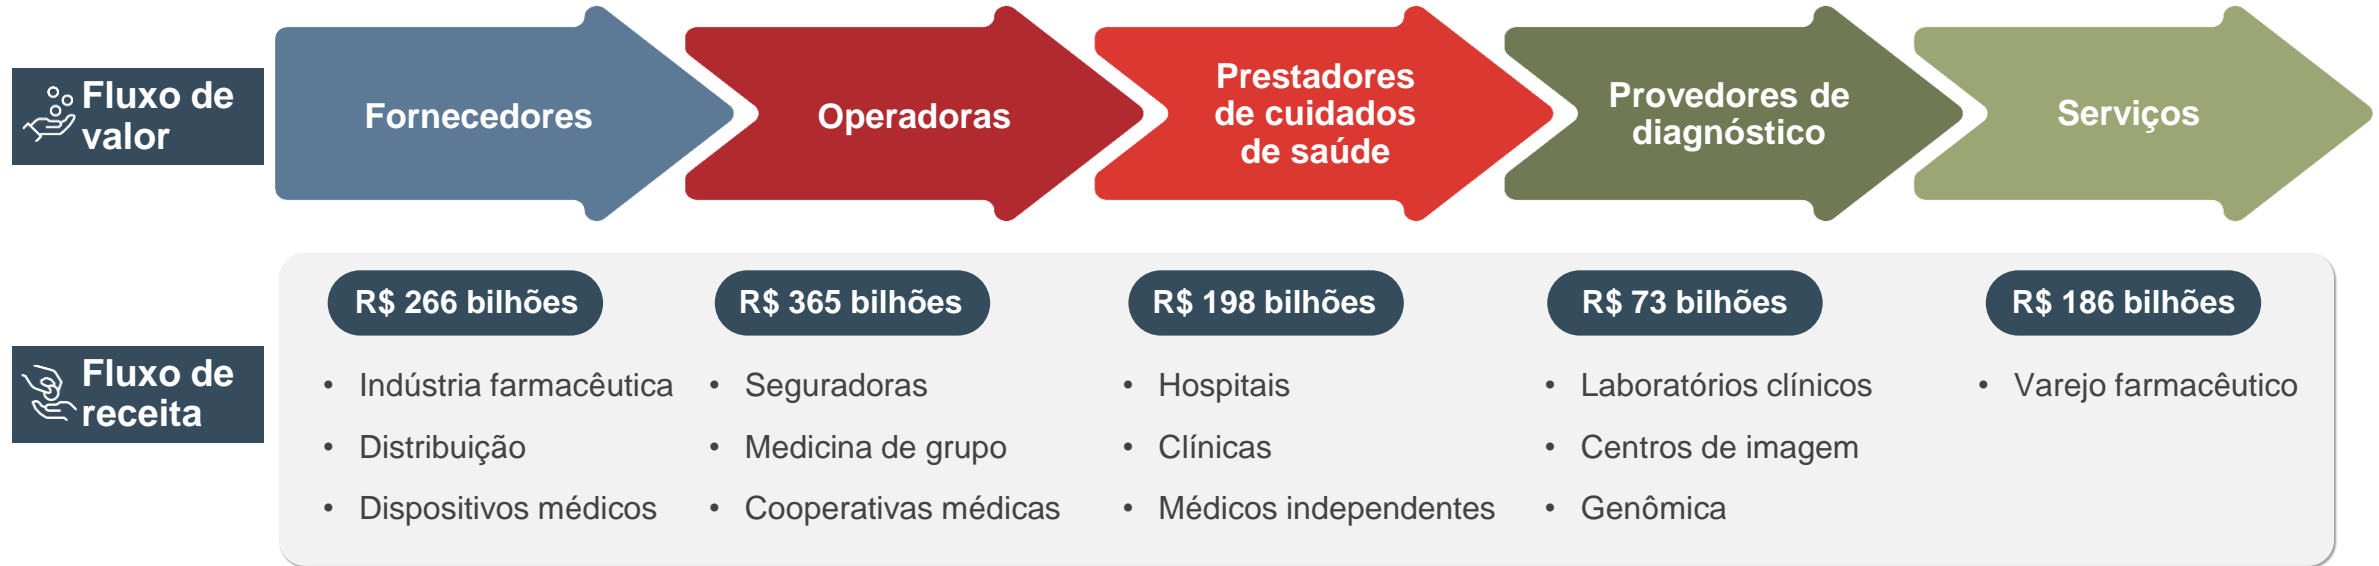 Fluxo de
valor
Fornecedores
Operadoras
Prestadores
de cuidados
de saúde
Provedores de
diagnóstico
Serviços
Fluxo de
receita
R$ 266 bilhões
• Indústria farmacêutica
• Distribuição
• Dispositivos médicos
R$ 365 bilhões
• Seguradoras
• Medicina de grupo
• Cooperativas médicas
R$ 198 bilhões
• Hospitais
• Clínicas
• Médicos independentes
R$ 73 bilhões
• Laboratórios clínicos
• Centros de imagem
• Genômica
R$ 186 bilhões
• Varejo farmacêutico